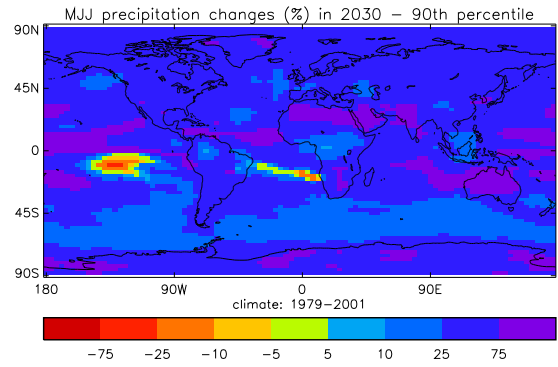 MJJ precipitation changes (%) in 2030 – 90th percentile
90N
45N
0
45S
90S
180 90W 0 90E
climate: 1979–2001
−75 −25 −10 −5 5 10 25 75